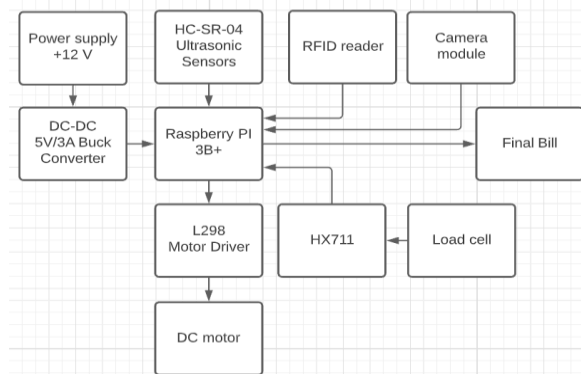 Power supply
+12 V
HC-SR-04
Ultrasonic
Sensors
RFID reader
Camera
module
DC-DC
5V/3A Buck
Converter
Raspberry PI
3B+
Final Bill
L298
Motor Driver
HX711
Load cell
DC motor